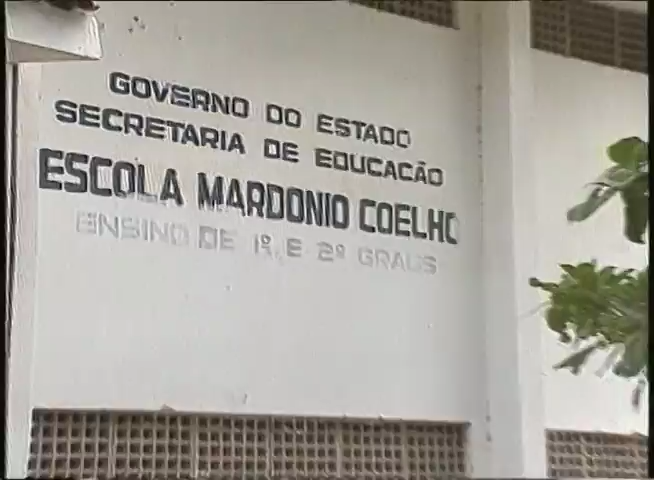 GOVERNO DO ESTADO
SECRETARIA DE EDUCAÇÃO
ESCOLA MARDONIO COELHO
ENSINO DE 1º E 2º GRAUS